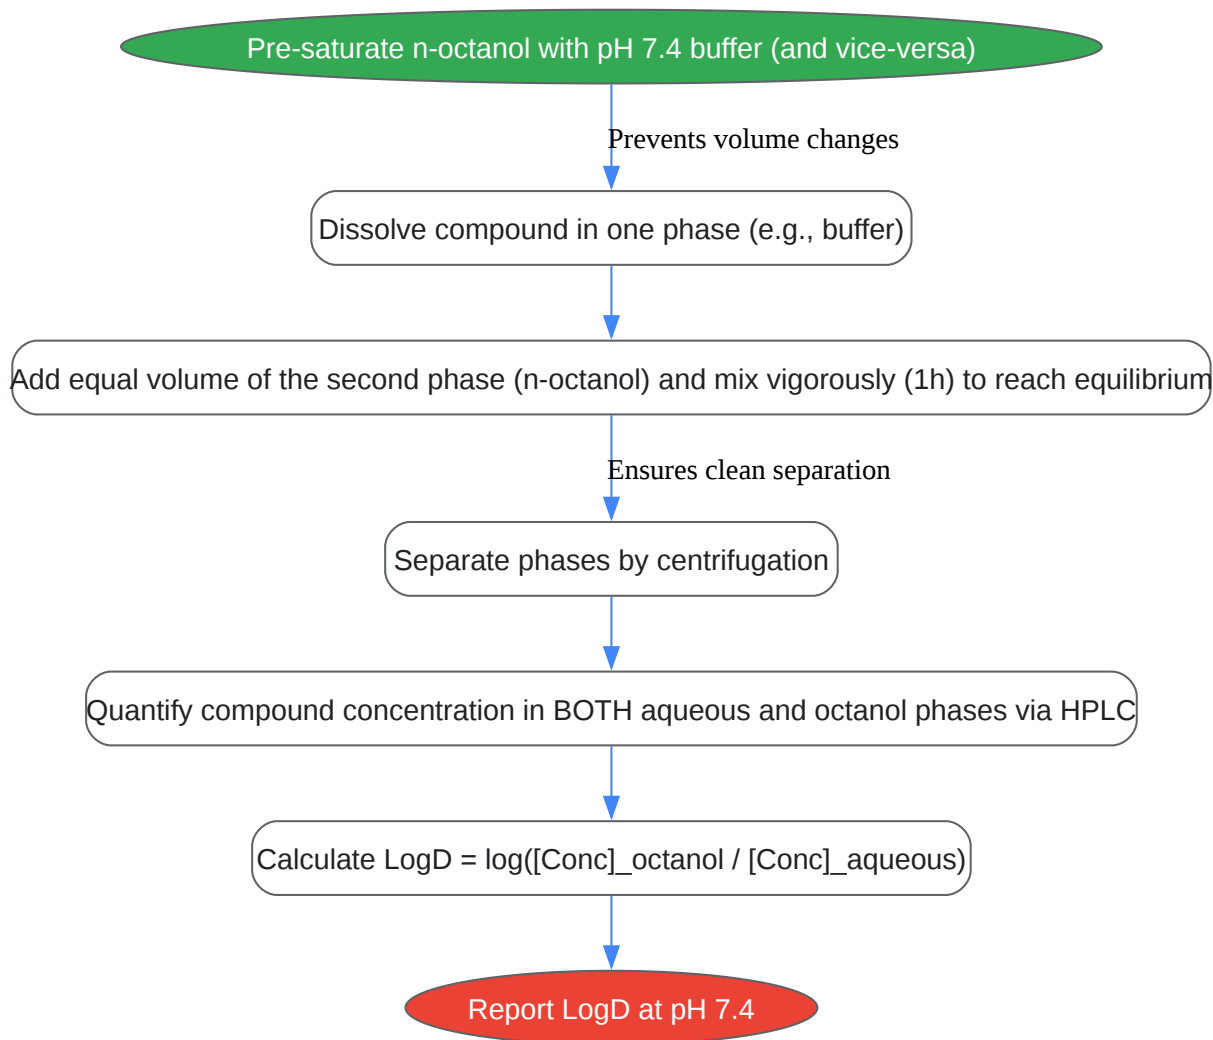 Pre-saturate n-octanol with pH 7.4 buffer (and vice-versa)
Prevents volume changes
Dissolve compound in one phase (e.g., buffer)
Add equal volume of the second phase (n-octanol) and mix vigorously (1h) to reach equilibrium
Ensures clean separation
Separate phases by centrifugation
Quantify compound concentration in BOTH aqueous and octanol phases via HPLC
Calculate LogD = log([Conc]_octanol / [Conc]_aqueous)
Report LogD at pH 7.4